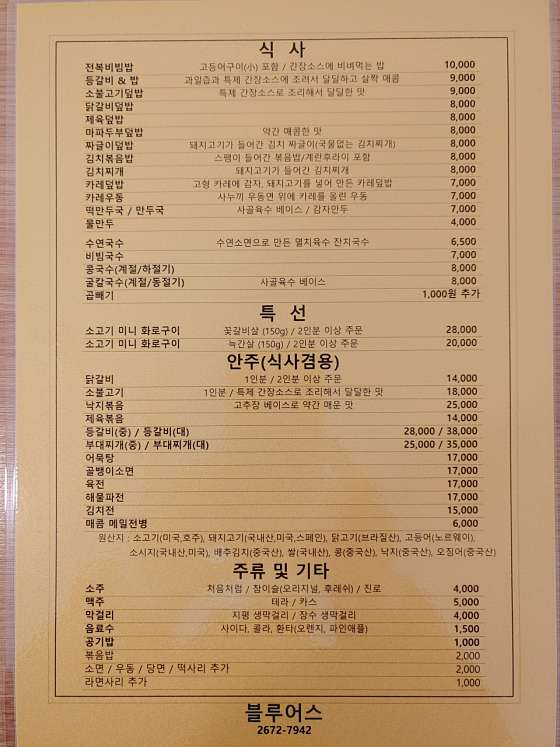 식 사
전복비빔밥 고등어구이(小) 포함 / 간장소스에 비벼먹는 밥 10,000
등갈비 & 밥 과일즙과 특제 간장소스에 조려서 달달하고 살짝 매콤 9,000
소불고기덮밥 특제 간장소스로 조리해서 달달한 맛 9,000
닭갈비덮밥 8,000
제육덮밥 8,000
마파두부덮밥 약간 매콤한 맛 8,000
짜글이덮밥 돼지고기가 들어간 김치 짜글이(국물없는 김치찌개) 8,000
김치볶음밥 스팸이 들어간 볶음밥/계란후라이 포함 8,000
김치찌개 돼지고기가 들어간 김치찌개 8,000
카레덮밥 고형 카레에 감자, 돼지고기를 넣어 만든 카레덮밥 7,000
카레우동 사누끼 우동면 위에 카레를 올린 우동 7,000
떡만두국 / 만두국 사골육수 베이스 / 감자만두 7,000
물만두 4,000
수연국수 수연소면으로 만든 멸치육수 잔치국수 6,500
비빔국수 7,000
콩국수(계절/하절기) 8,000
굴칼국수(계절/동절기) 사골육수 베이스 8,000
곱빼기 1,000원 추가
특 선
소고기 미니 화로구이 꽃갈비살 (150g) / 2인분 이상 주문 28,000
소고기 미니 화로구이 늑간살 (150g) / 2인분 이상 주문 20,000
안주(식사겸용)
닭갈비 1인분 / 2인분 이상 주문 14,000
소불고기 1인분 / 특제 간장소스로 조리해서 달달한 맛 18,000
낙지볶음 고추장 베이스로 약간 매운 맛 25,000
제육볶음 14,000
등갈비(중) / 등갈비(대) 28,000 / 38,000
부대찌개(중) / 부대찌개(대) 25,000 / 35,000
어묵탕 17,000
골뱅이소면 17,000
육전 17,000
해물파전 17,000
김치전 15,000
매콤 메밀전병 6,000
원산지 : 소고기(미국,호주), 돼지고기(국내산,미국,스페인), 닭고기(브라질산), 고등어(노르웨이),
소시지(국내산,미국), 배추김치(중국산), 쌀(국내산), 콩(중국산), 낙지(중국산), 오징어(중국산)
주류 및 기타
소주 처음처럼 / 참이슬(오리지널, 후레쉬) / 진로 4,000
맥주 테라 / 카스 5,000
막걸리 지평 생막걸리 / 장수 생막걸리 4,000
음료수 사이다, 콜라, 환타(오렌지, 파인애플) 1,500
공기밥 1,000
볶음밥 2,000
소면 / 우동 / 당면 / 떡사리 추가 2,000
라면사리 추가 1,000
블루어스
2672-7942